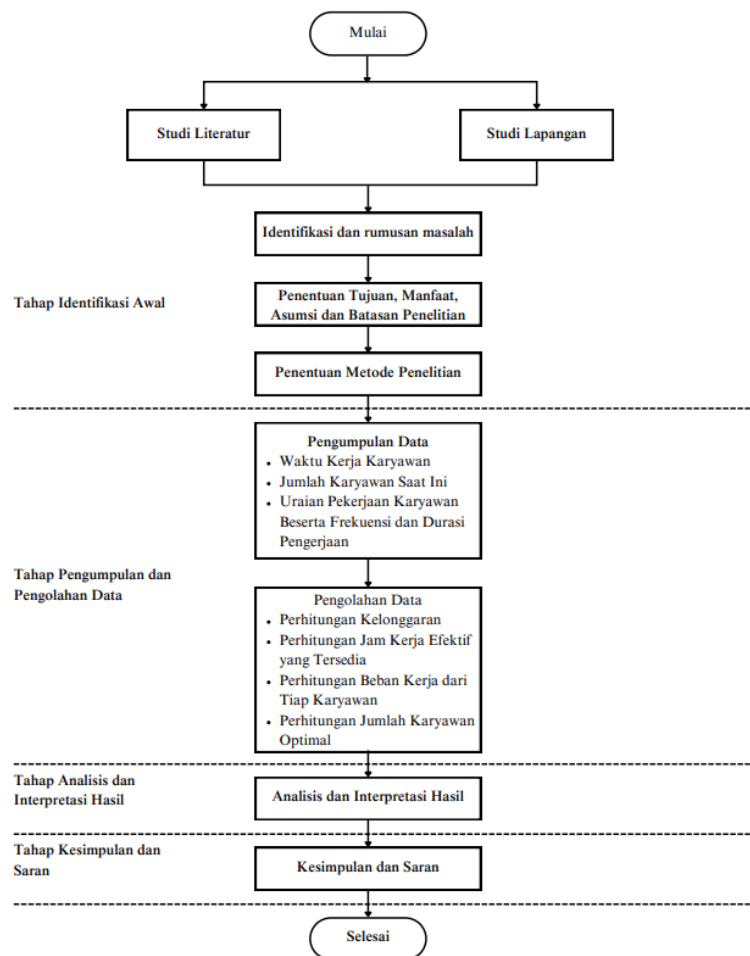 Mulai
Studi Literatur
Studi Lapangan
Identifikasi dan rumusan masalah
Tahap Identifikasi Awal
Penentuan Tujuan, Manfaat,
Asumsi dan Batasan Penelitian
Penentuan Metode Penelitian
Pengumpulan Data
• Waktu Kerja Karyawan
• Jumlah Karyawan Saat Ini
• Uraian Pekerjaan Karyawan
Beserta Frekuensi dan Durasi
Pengerjaan
Tahap Pengumpulan dan
Pengolahan Data
Pengolahan Data
• Perhitungan Kelonggaran
• Perhitungan Jam Kerja Efektif
yang Tersedia
• Perhitungan Beban Kerja dari
Tiap Karyawan
• Perhitungan Jumlah Karyawan
Optimal
Tahap Analisis dan
Interpretasi Hasil
Analisis dan Interpretasi Hasil
Tahap Kesimpulan dan
Saran
Kesimpulan dan Saran
Selesai